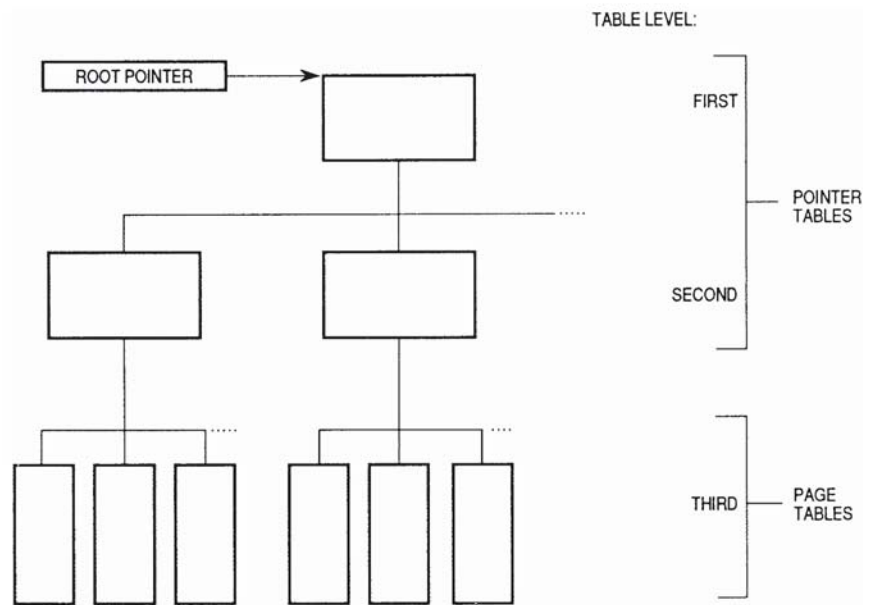 TABLE LEVEL:
ROOT POINTER
FIRST
POINTER
TABLES
SECOND
THIRD
PAGE
TABLES